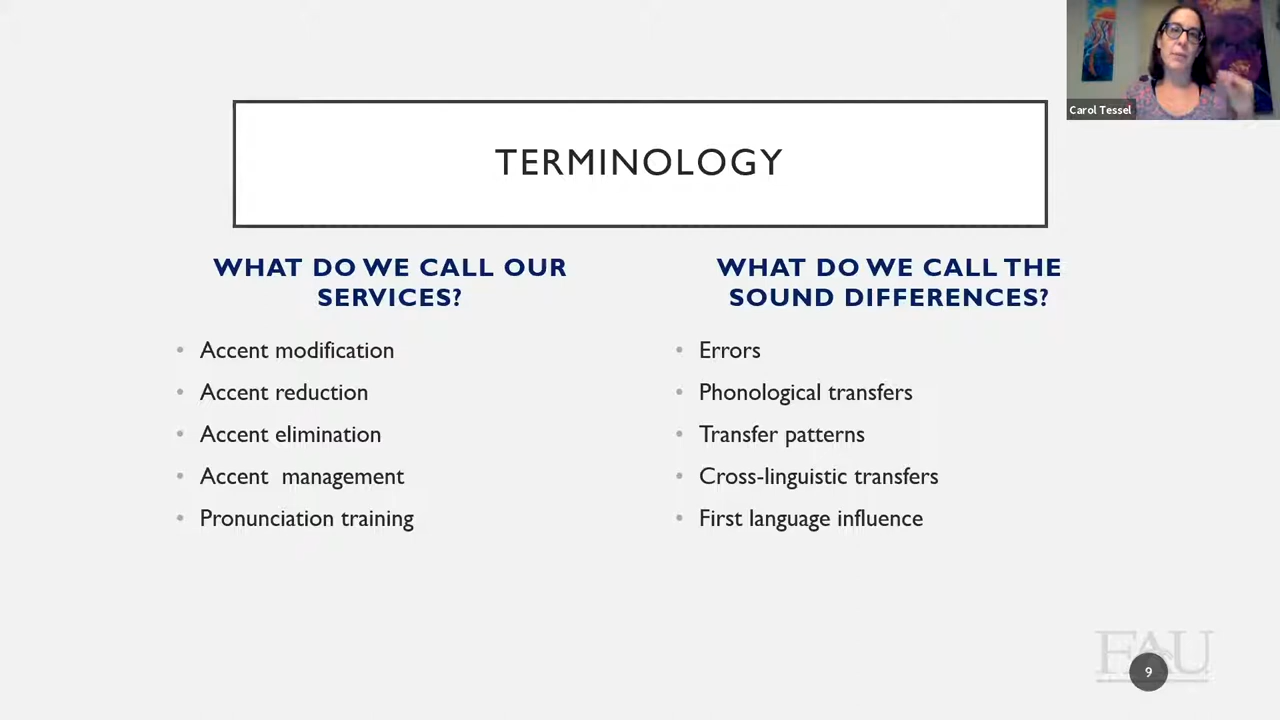 Carol Tessel
TERMINOLOGY
WHAT DO WE CALL OUR
SERVICES?
• Accent modification
• Accent reduction
• Accent elimination
• Accent management
• Pronunciation training
WHAT DO WE CALL THE
SOUND DIFFERENCES?
• Errors
• Phonological transfers
• Transfer patterns
• Cross-linguistic transfers
• First language influence
FAU
9